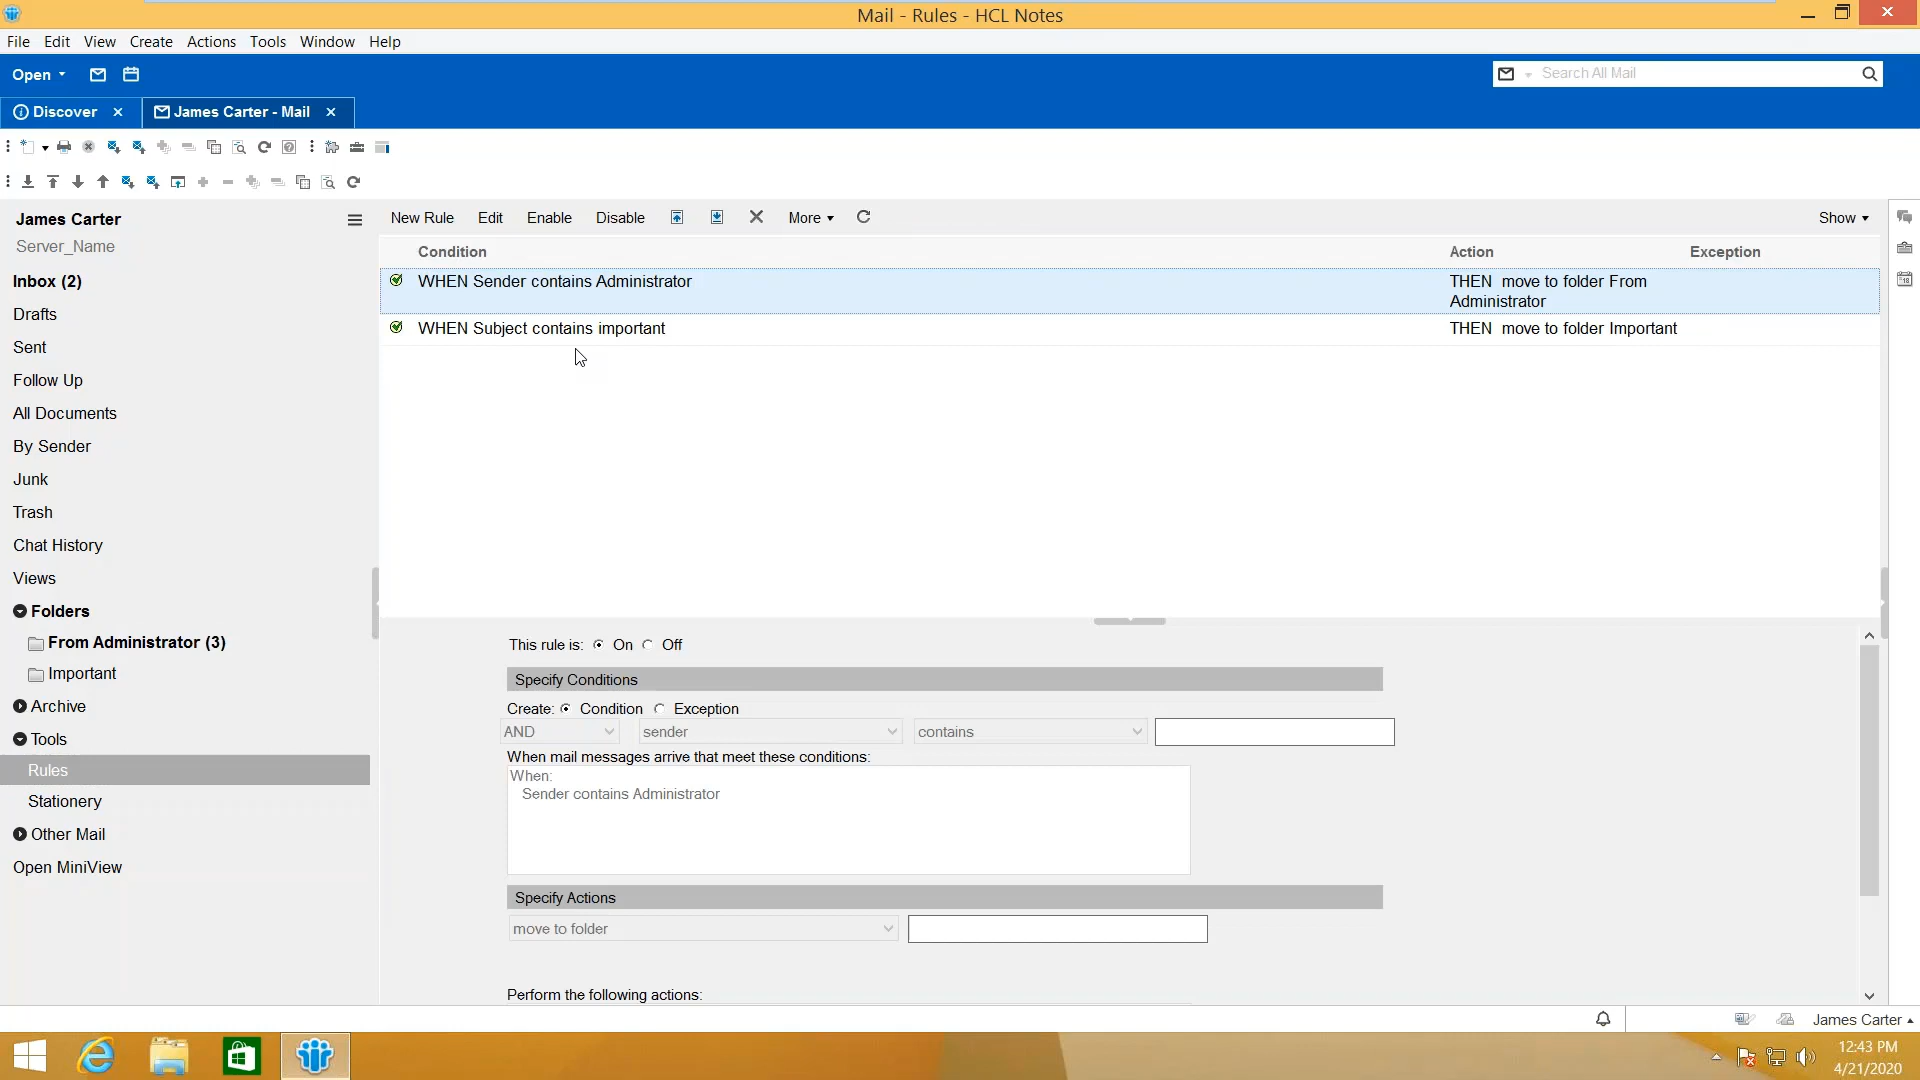 Mail - Rules - HCL Notes
File Edit View Create Actions Tools Window Help
Open
Search All Mail
Discover
James Carter - Mail
James Carter
Server_Name
Inbox (2)
Drafts
Sent
Follow Up
All Documents
By Sender
Junk
Trash
Chat History
Views
Folders
From Administrator (3)
Important
Archive
Tools
Rules
Stationery
Other Mail
Open MiniView
New Rule Edit Enable Disable More Show
Condition Action Exception
WHEN Sender contains Administrator THEN move to folder From
Administrator
WHEN Subject contains important THEN move to folder Important
This rule is: On Off
Specify Conditions
Create: Condition Exception
AND sender contains
When mail messages arrive that meet these conditions:
When:
Sender contains Administrator
Specify Actions
move to folder
Perform the following actions:
James Carter
12:43 PM
4/21/2020